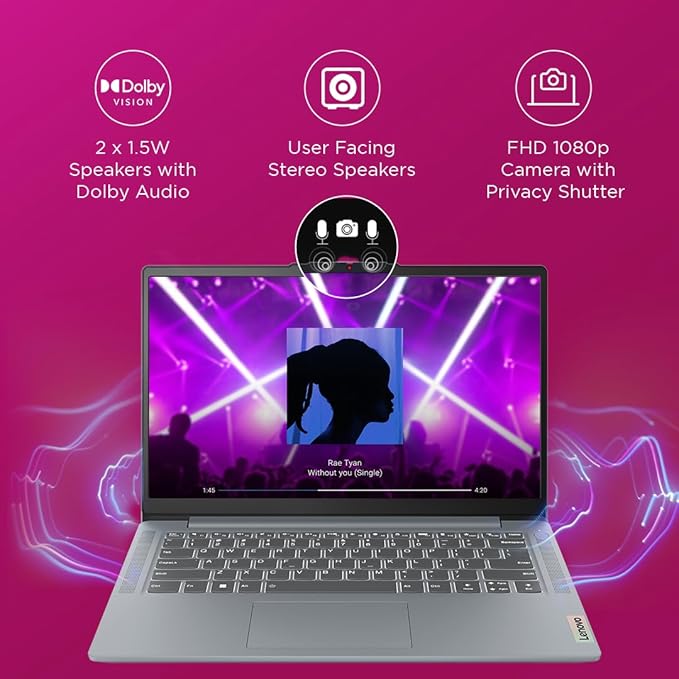 Dolby
VISION
2 x 1.5W
Speakers with
Dolby Audio
User Facing
Stereo Speakers
FHD 1080p
Camera with
Privacy Shutter
Rae Tyan
Without you (Single)
1:45
4:20
Lenovo